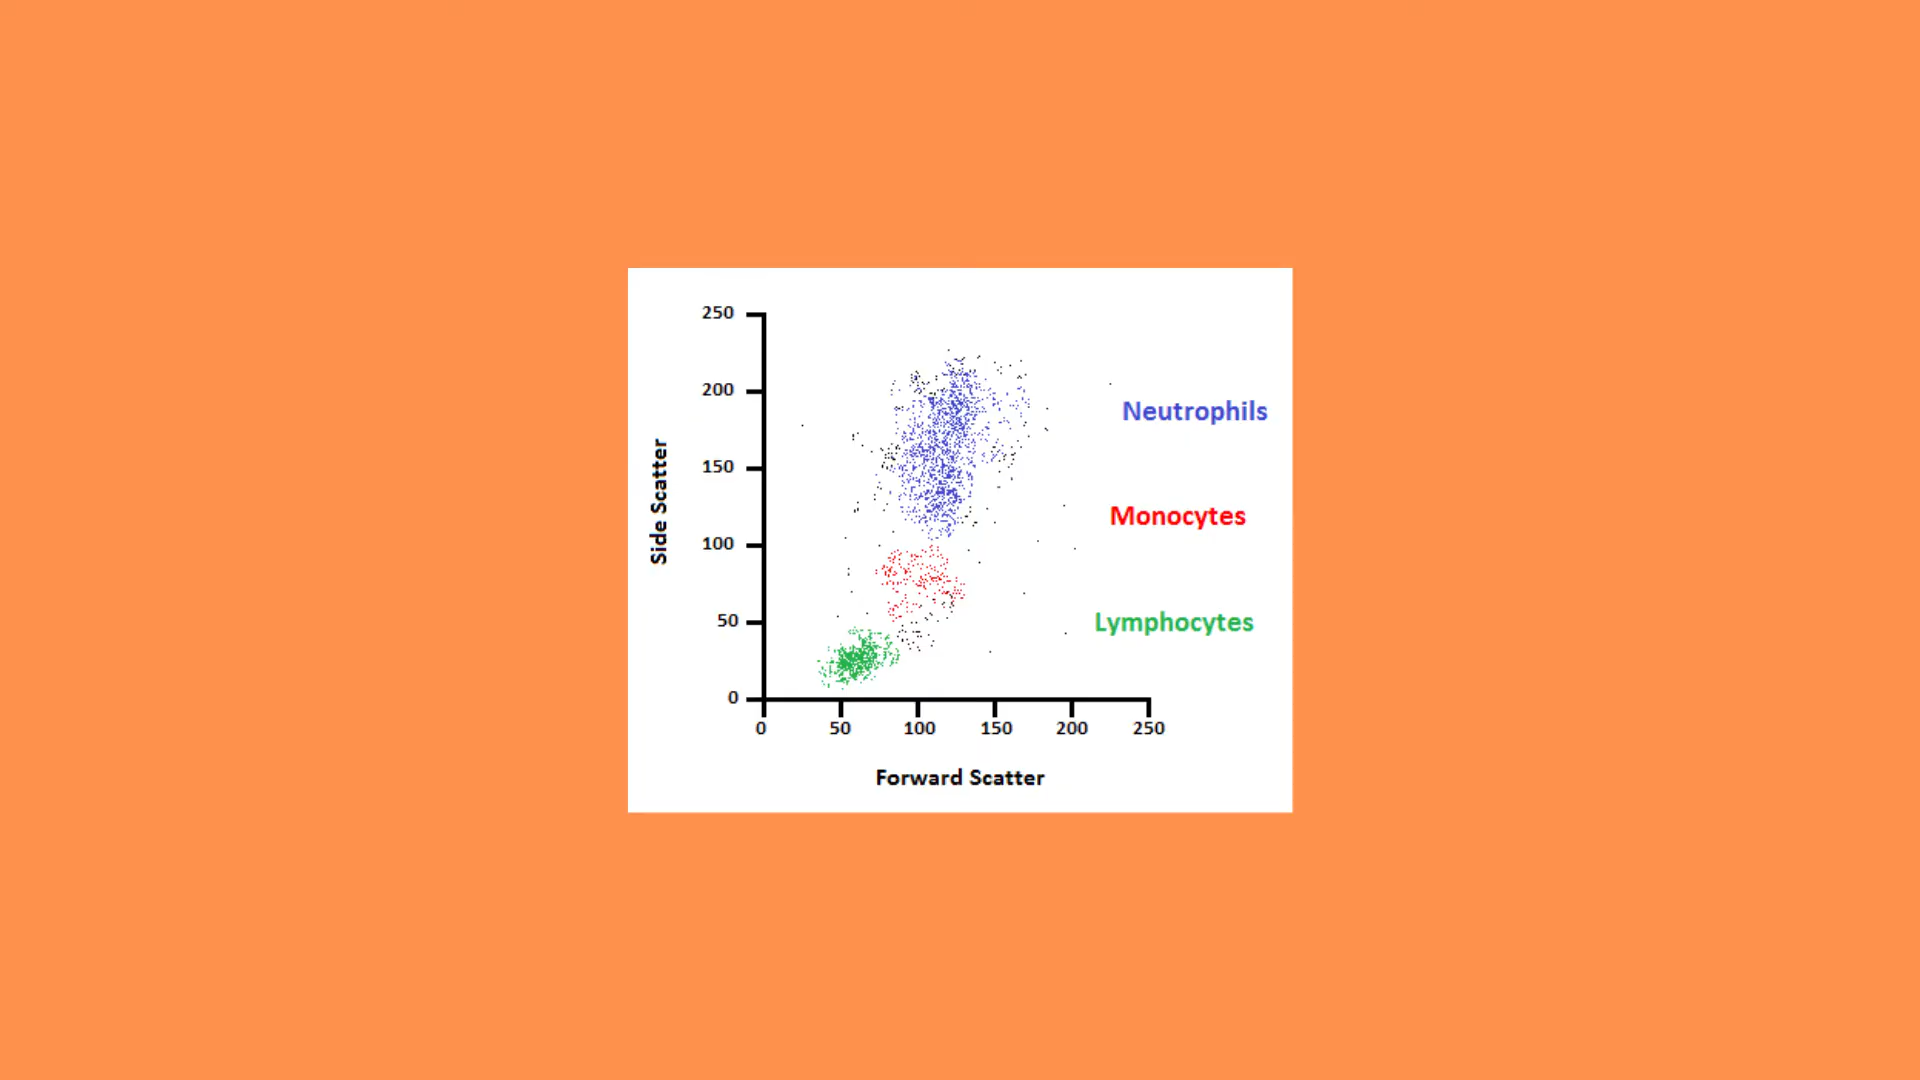 250
200
150
100
50
0
Side Scatter
Neutrophils
Monocytes
Lymphocytes
0 50 100 150 200 250
Forward Scatter